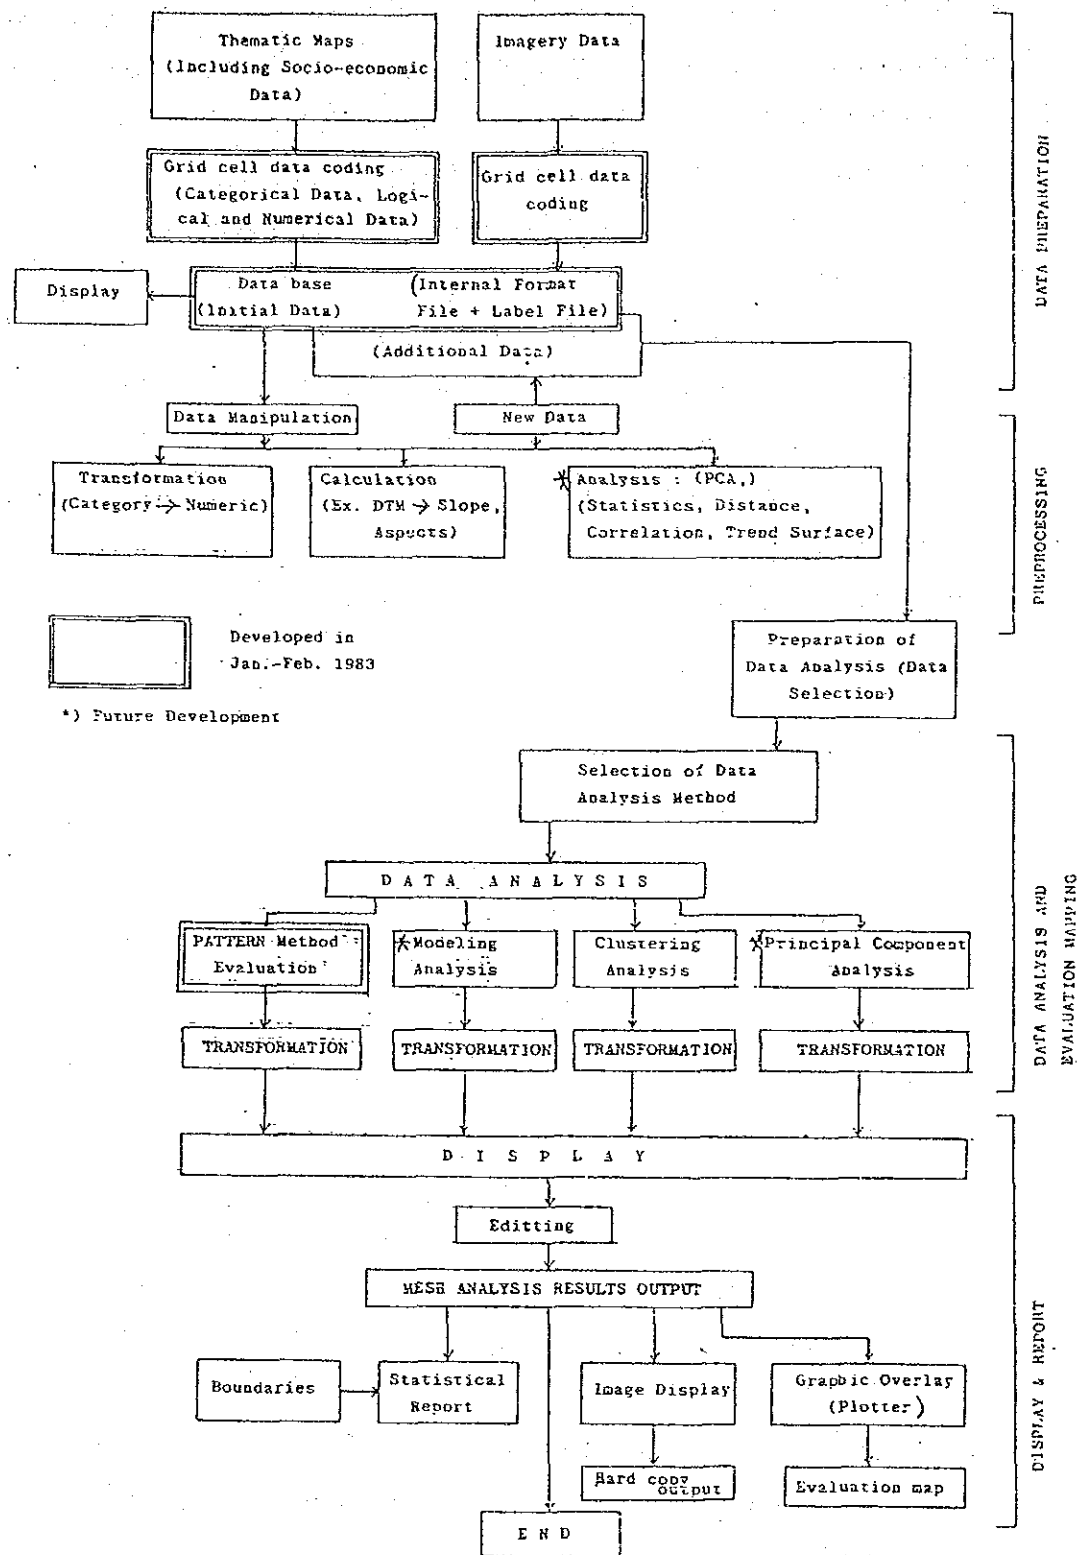 Thematic Maps
(Including Socio-economic
Data)
Imagery Data
Grid cell data coding
(Categorical Data, Logi-
cal and Numerical Data)
Grid cell data
coding
Display
Data base
(Initial Data)
(Internal Format
File + Label File)
(Additional Data)
Data Manipulation
New Data
Transformation
(Category -> Numeric)
Calculation
(Ex. DTM -> Slope,
Aspects)
* Analysis : (PCA,)
(Statistics, Distance,
Correlation, Trend Surface)
DATA PREPARATION
PREPROCESSING
Developed in
Jan.-Feb. 1983
*) Future Development
Preparation of
Data Analysis (Data
Selection)
Selection of Data
Analysis Method
D A T A A N A L Y S I S
PATTERN Method
Evaluation
* Modeling
Analysis
Clustering
Analysis
* Principal Component
Analysis
TRANSFORMATION
TRANSFORMATION
TRANSFORMATION
TRANSFORMATION
DATA ANALYSIS AND
EVALUATION MAPPING
D I S P L A Y
Editting
MESH ANALYSIS RESULTS OUTPUT
Boundaries
Statistical
Report
Image Display
Graphic Overlay
(Plotter)
Hard copy
output
Evaluation map
E N D
DISPLAY & REPORT